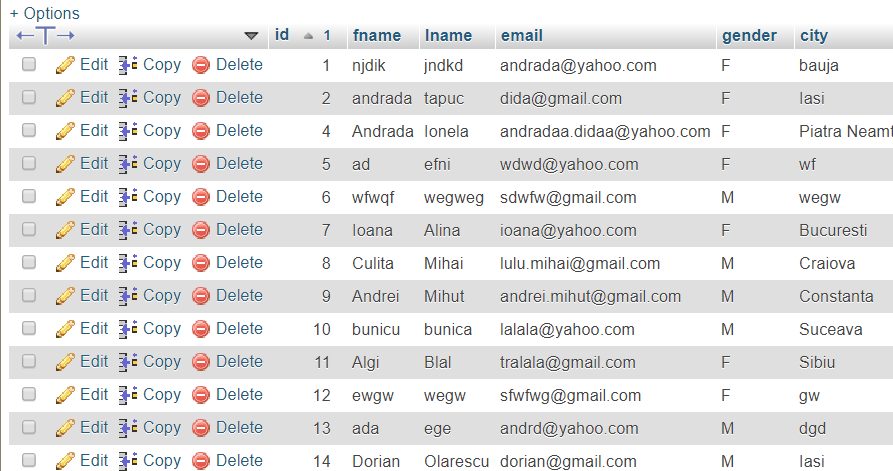 + Options
←T→ id 1 fname lname email gender city
Edit Copy Delete 1 njdik jndkd andrada@yahoo.com F bauja
Edit Copy Delete 2 andrada tapuc dida@gmail.com F Iasi
Edit Copy Delete 4 Andrada Ionela andradaa.didaa@yahoo.com F Piatra Neamt
Edit Copy Delete 5 ad efni wdwd@yahoo.com F wf
Edit Copy Delete 6 wfwqf wegweg sdwfw@gmail.com M wegw
Edit Copy Delete 7 Ioana Alina ioana@yahoo.com F Bucuresti
Edit Copy Delete 8 Culita Mihai lulu.mihai@gmail.com M Craiova
Edit Copy Delete 9 Andrei Mihut andrei.mihut@gmail.com M Constanta
Edit Copy Delete 10 bunicu bunica lalala@yahoo.com M Suceava
Edit Copy Delete 11 Algi Blal tralala@gmail.com F Sibiu
Edit Copy Delete 12 ewgw wegw sfwfwg@gmail.com F gw
Edit Copy Delete 13 ada ege andrd@yahoo.com M dgd
Edit Copy Delete 14 Dorian Olarescu dorian@gmail.com M Iasi